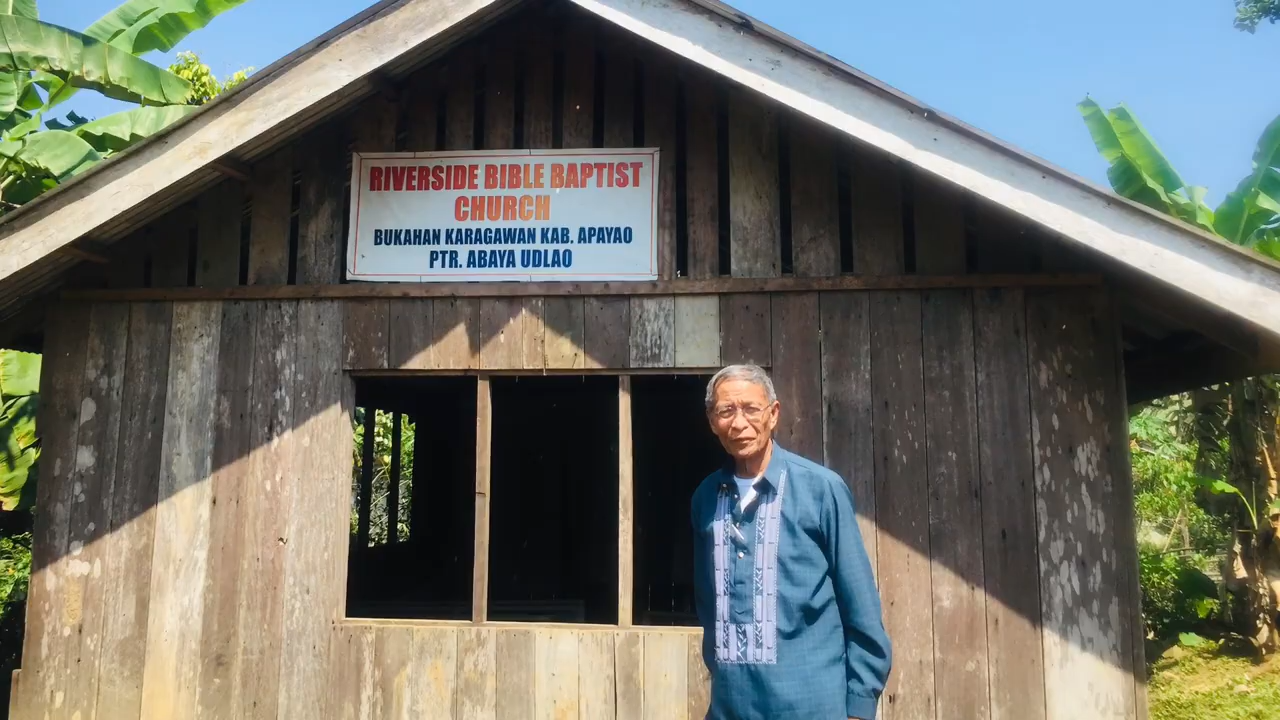 RIVERSIDE BIBLE BAPTIST
CHURCH
BUKAHAN KARAGAWAN KAB. APAYAO
PTR. ABAYA UDLAO